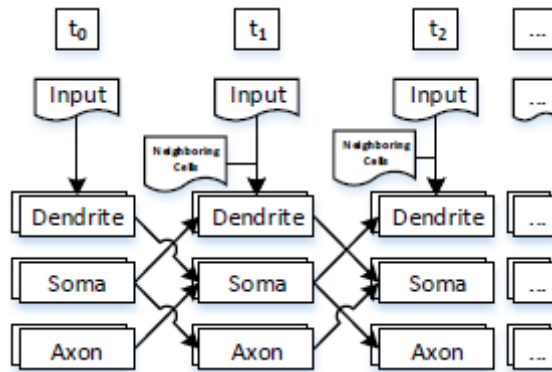 t₀ t₁ t₂ ...
Input Input Input ...
Neighboring
Cells
Neighboring
Cells
Dendrite Dendrite Dendrite ...
Soma Soma Soma ...
Axon Axon Axon ...